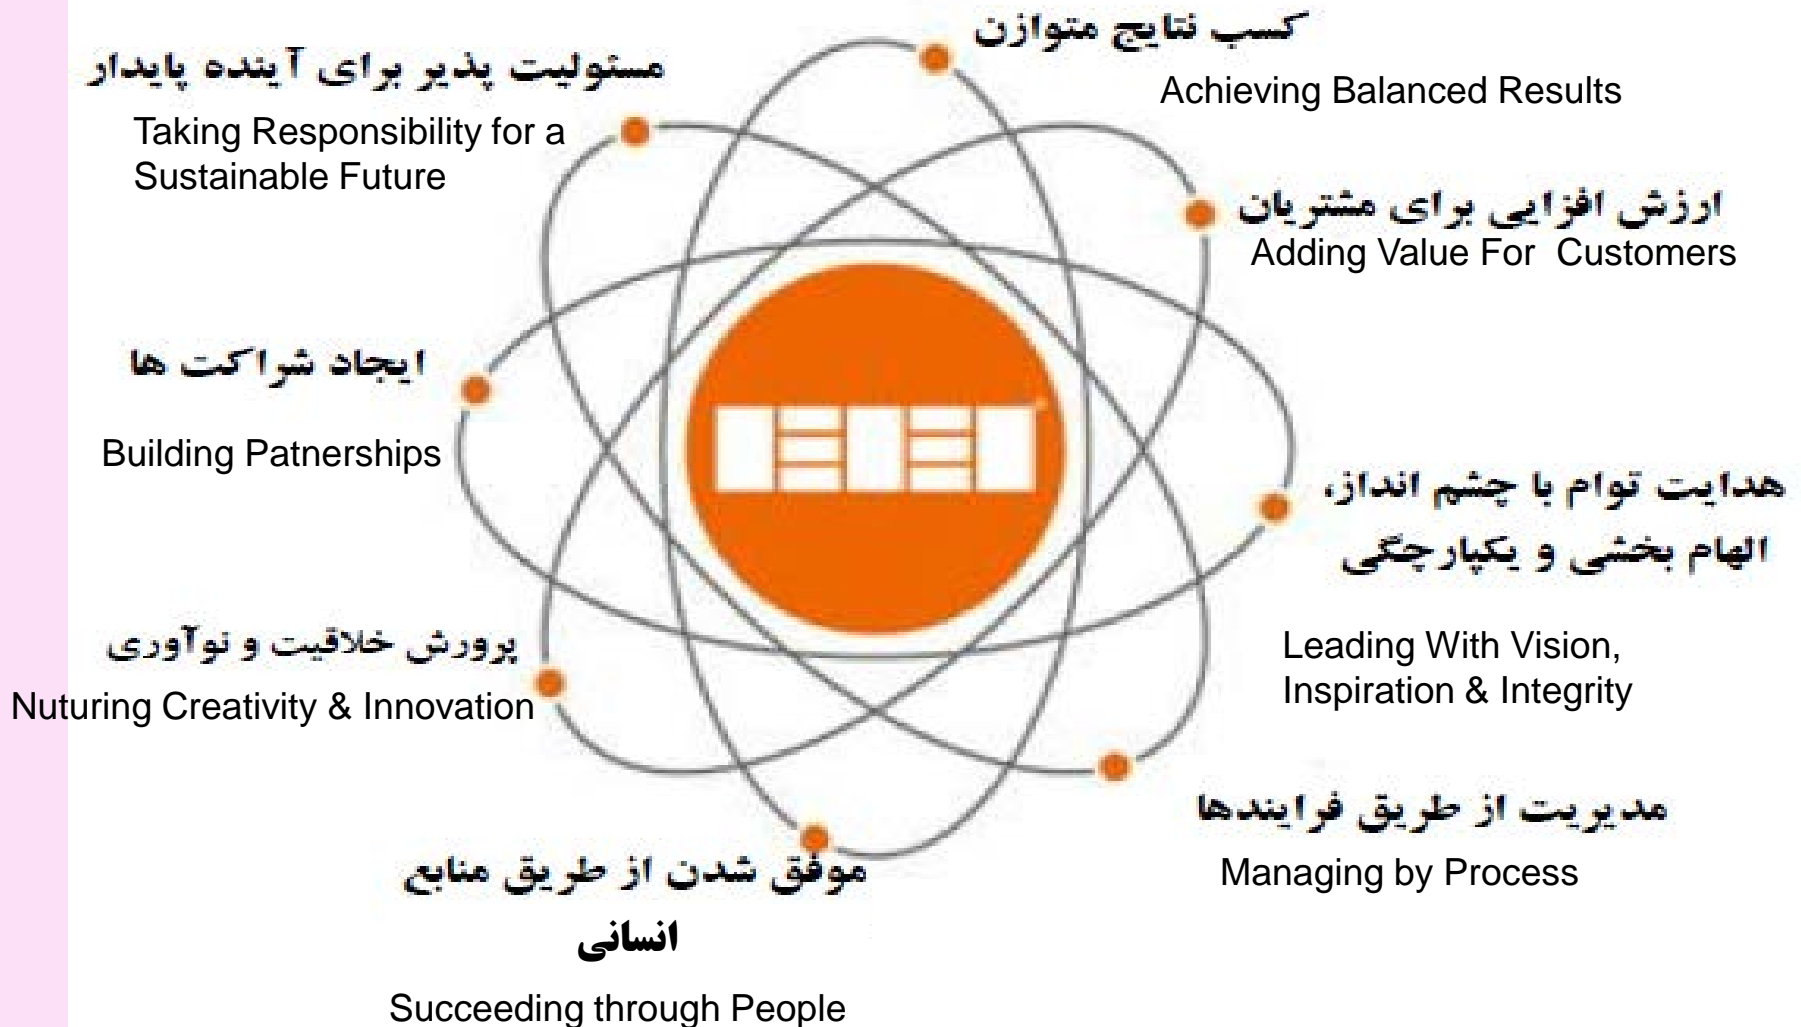 کسب نتایج متوازن
Achieving Balanced Results
ارزش افزایی برای مشتریان
Adding Value For  Customers
هدایت توام با چشم انداز،
الهام بخشی و یکپارچگی
Leading With Vision,
Inspiration & Integrity
مدیریت از طریق فرایندها
Managing by Process
موفق شدن از طریق منابع
انسانی
Succeeding through People
پرورش خلاقیت و نوآوری
Nuturing Creativity & Innovation
ایجاد شراکت ها
Building Patnerships
مسئولیت پذیر برای آینده پایدار
Taking Responsibility for a
Sustainable Future